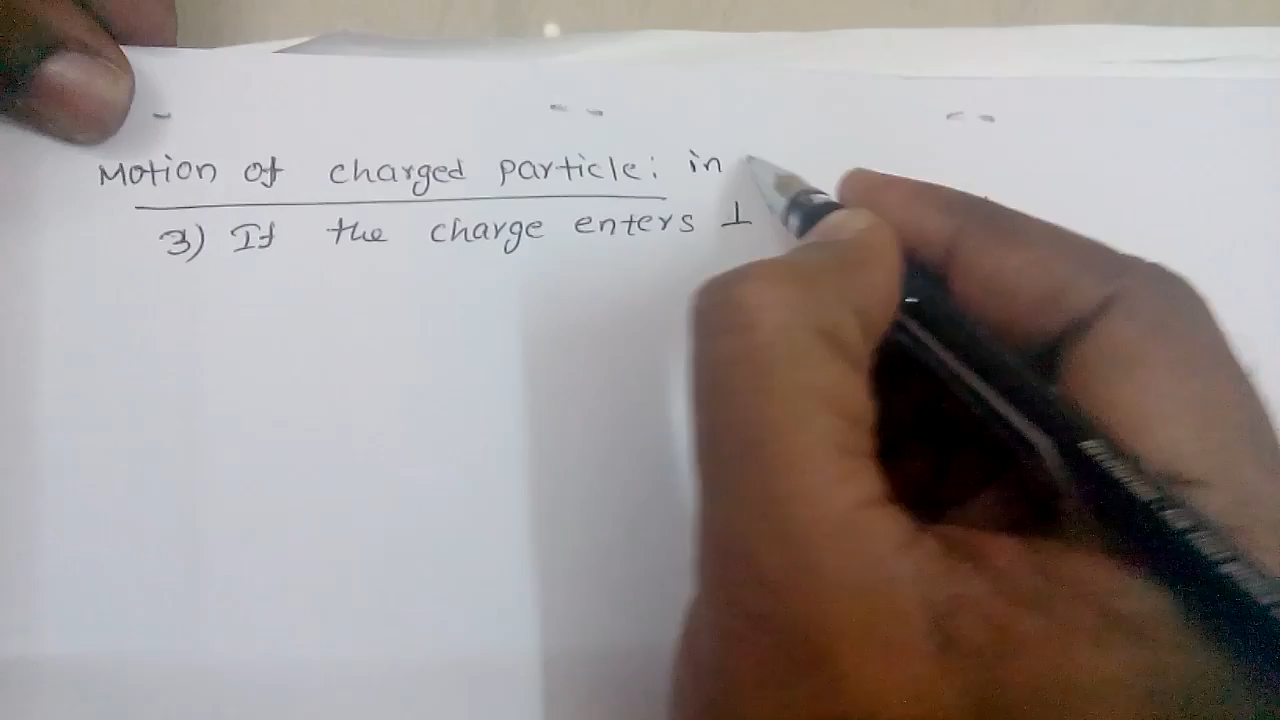 Motion of charged particle: in
3) If the charge enters ⊥